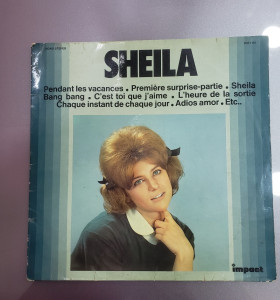 SHEILA
Pendant les vacances • Première surprise-partie • Sheila
Bang bang • C'est toi que j'aime • L'heure de la sortie
Chaque instant de chaque jour • Adios amor • Etc..
impact